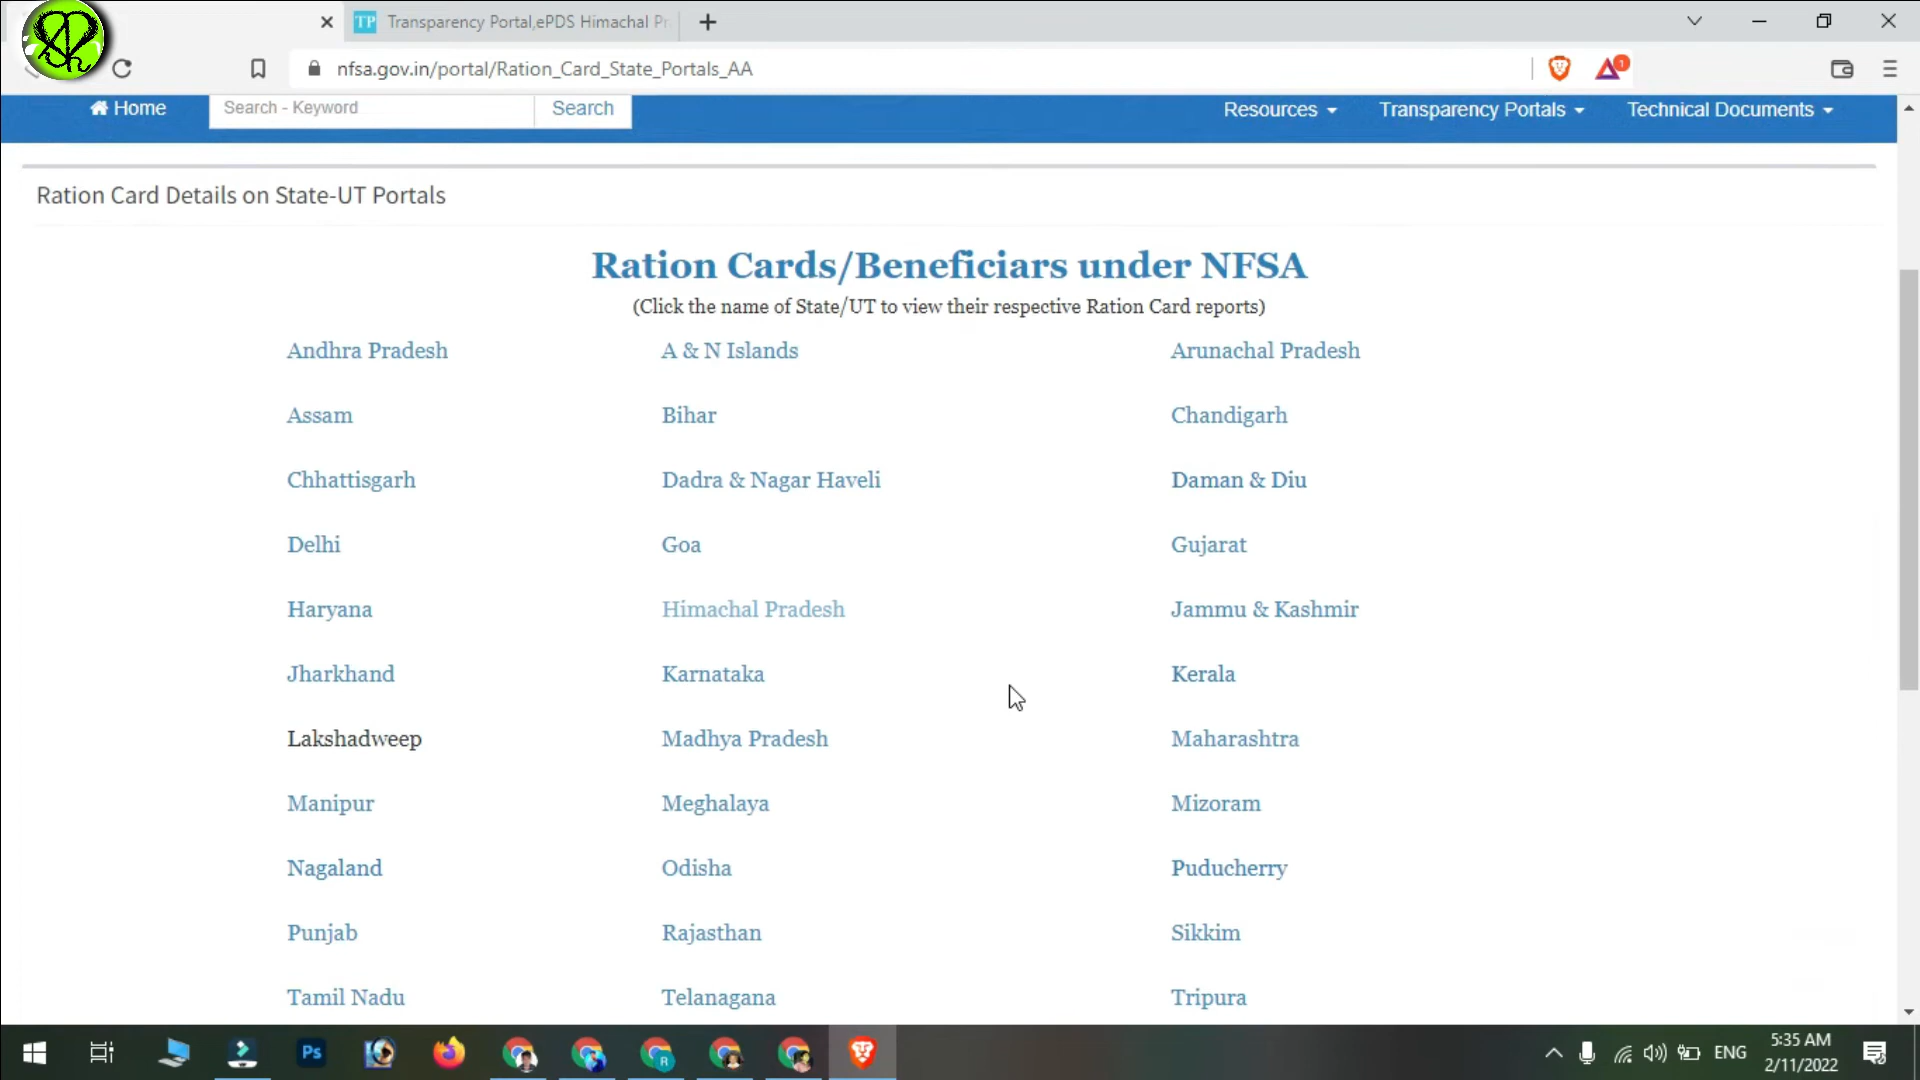 TP Transparency Portal,ePDS Himachal Pr
nfsa.gov.in/portal/Ration_Card_State_Portals_AA
1
Home
Search - Keyword
Search
Resources
Transparency Portals
Technical Documents
Ration Card Details on State-UT Portals
Ration Cards/Beneficiars under NFSA
(Click the name of State/UT to view their respective Ration Card reports)
Andhra Pradesh A & N Islands Arunachal Pradesh
Assam Bihar Chandigarh
Chhattisgarh Dadra & Nagar Haveli Daman & Diu
Delhi Goa Gujarat
Haryana Himachal Pradesh Jammu & Kashmir
Jharkhand Karnataka Kerala
Lakshadweep Madhya Pradesh Maharashtra
Manipur Meghalaya Mizoram
Nagaland Odisha Puducherry
Punjab Rajasthan Sikkim
Tamil Nadu Telanagana Tripura
Ps
R
ENG
5:35 AM
2/11/2022